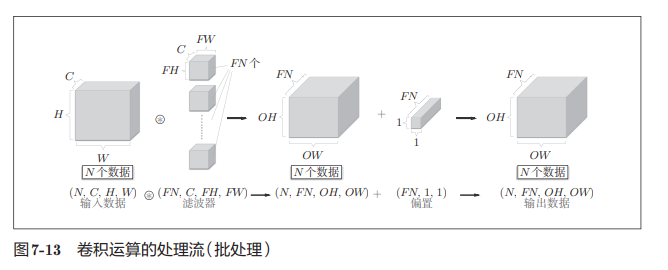 C
FW
FH
FN 个
C
H
W
N 个数据
FN
OH
OW
N 个数据
+
FN
1
1
FN
OH
OW
N 个数据
(N, C, H, W) ⊛ (FN, C, FH, FW) → (N, FN, OH, OW) + (FN, 1, 1) → (N, FN, OH, OW)
输入数据 滤波器 偏置 输出数据
图7-13 卷积运算的处理流(批处理)